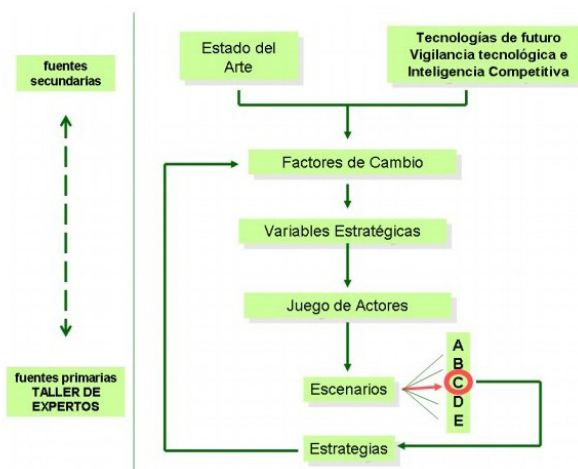 fuentes
secundarias
Estado del
Arte
Tecnologías de futuro
Vigilancia tecnológica e
Inteligencia Competitiva
Factores de Cambio
Variables Estratégicas
Juego de Actores
fuentes primarias
TALLER DE
EXPERTOS
Escenarios
A
B
C
D
E
Estrategias